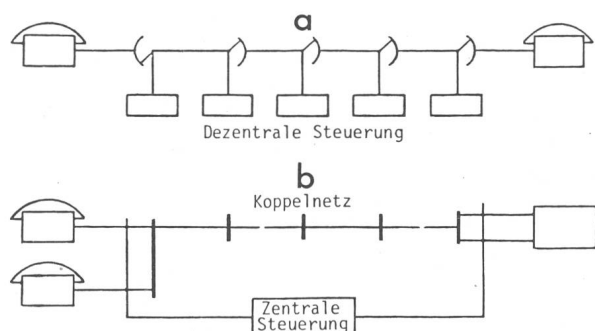 a
Dezentrale Steuerung
b
Koppelnetz
Zentrale
Steuerung